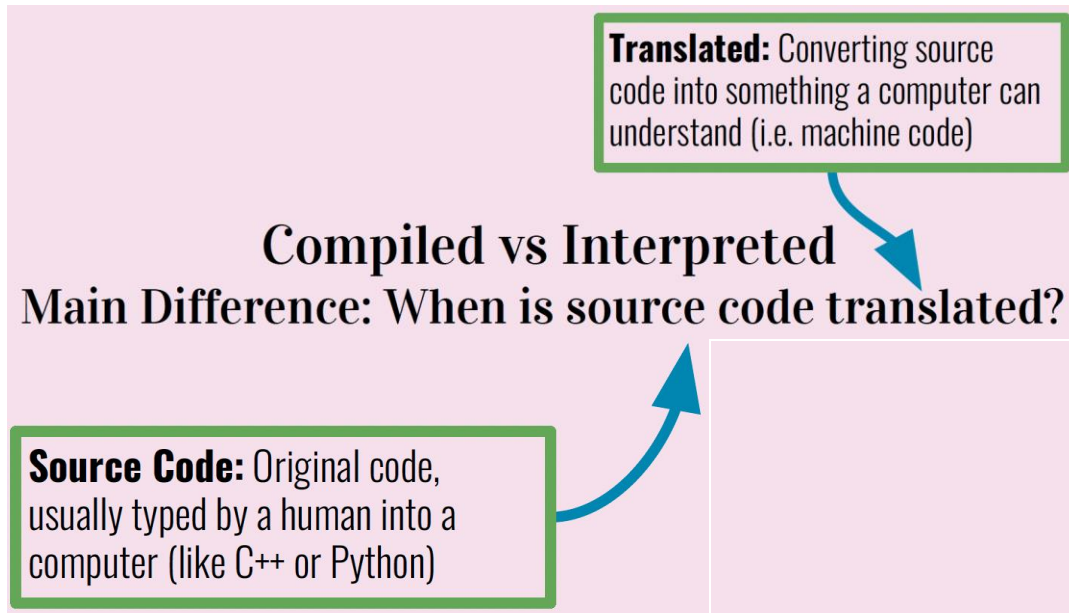 Translated: Converting source
code into something a computer can
understand (i.e. machine code)
Compiled vs Interpreted
Main Difference: When is source code translated?
Source Code: Original code,
usually typed by a human into a
computer (like C++ or Python)